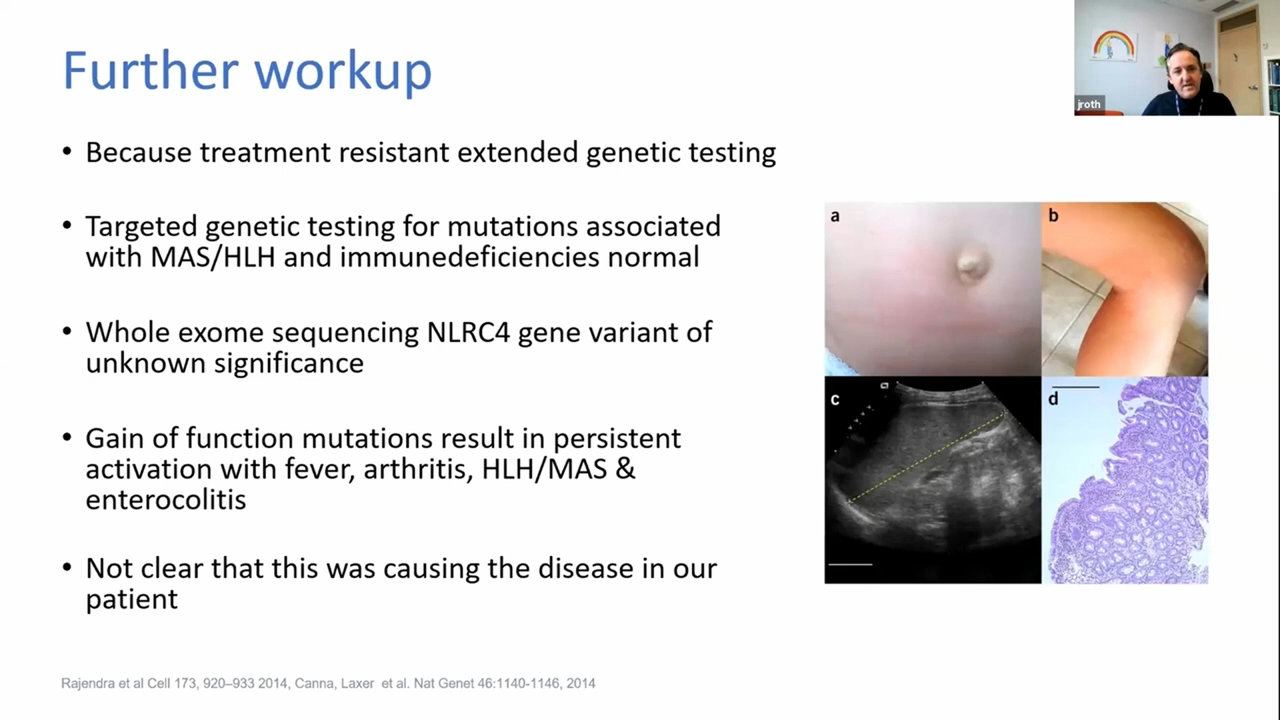 Further workup
jroth
• Because treatment resistant extended genetic testing
• Targeted genetic testing for mutations associated
with MAS/HLH and immunedeficiencies normal
• Whole exome sequencing NLRC4 gene variant of
unknown significance
• Gain of function mutations result in persistent
activation with fever, arthritis, HLH/MAS &
enterocolitis
• Not clear that this was causing the disease in our
patient
a
b
c
d
Rajendra et al Cell 173, 920–933 2014, Canna, Laxer et al. Nat Genet 46:1140-1146, 2014